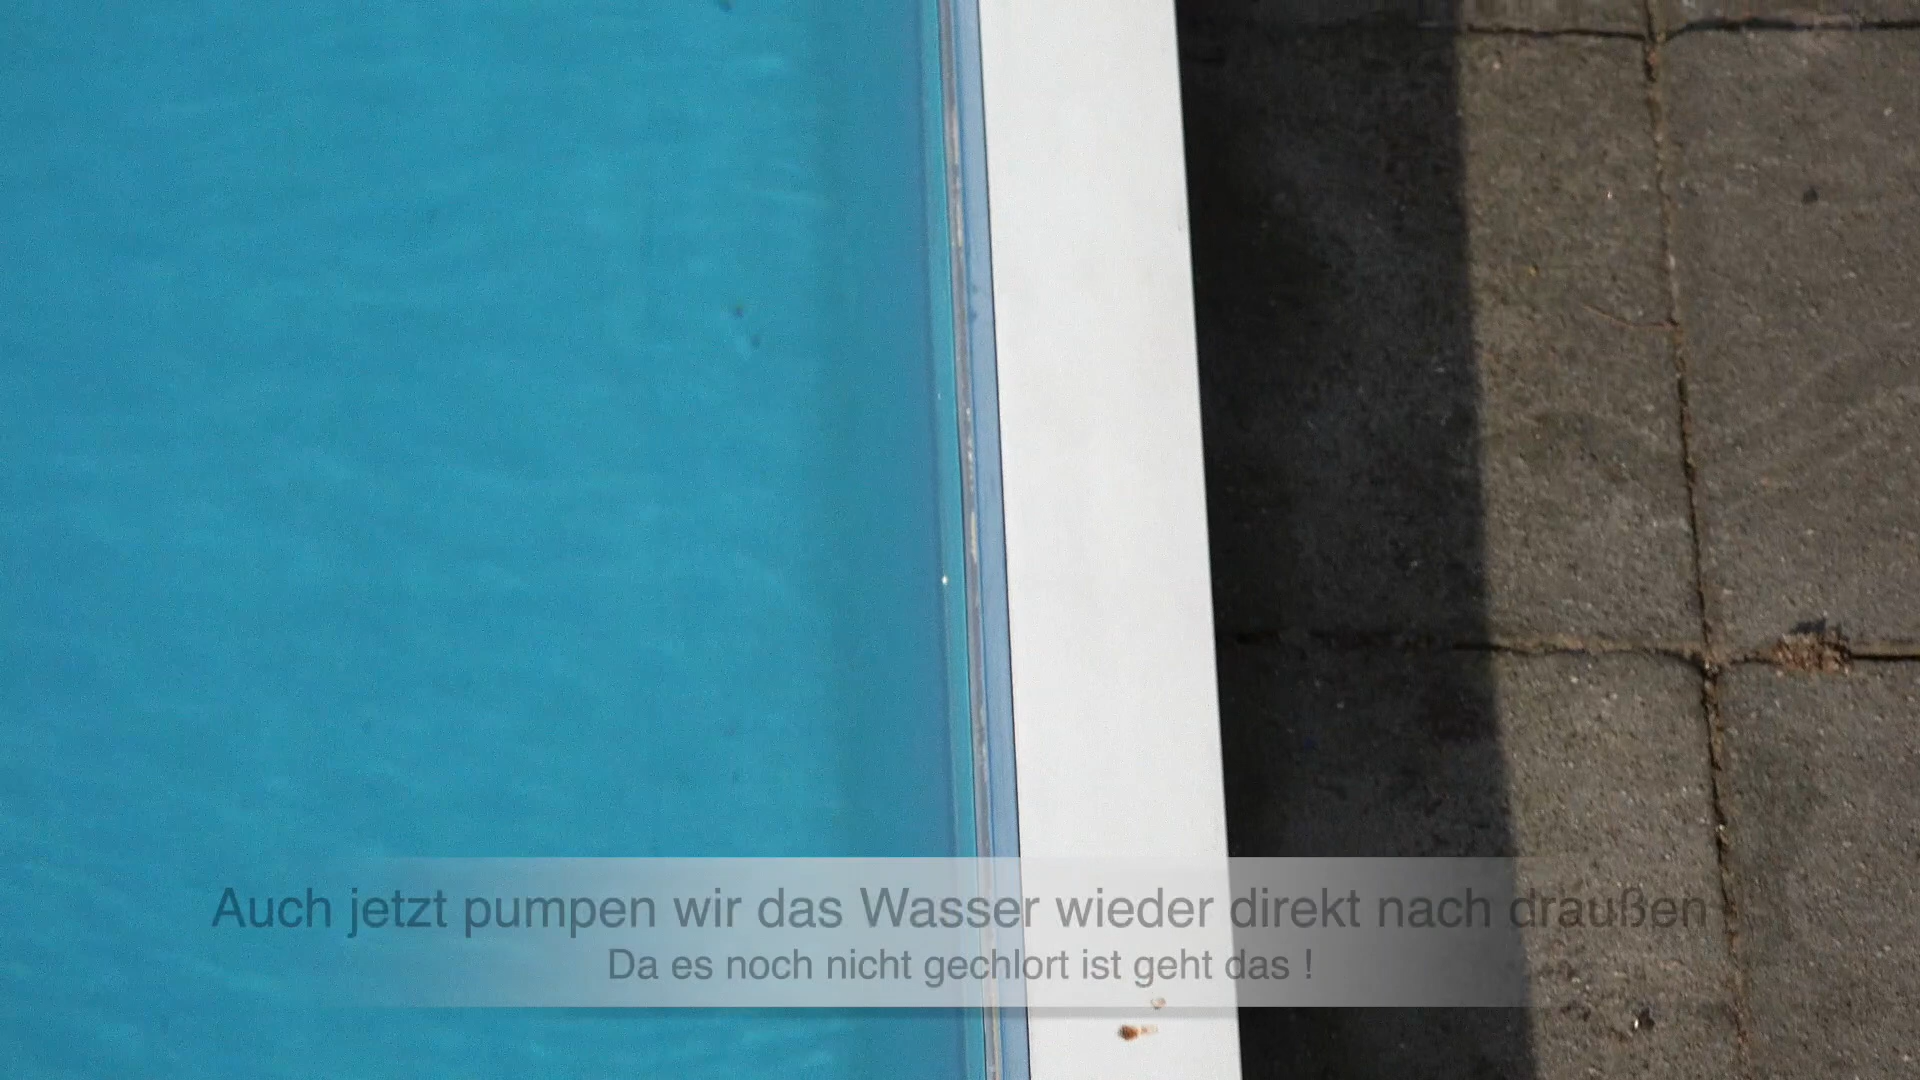 Auch jetzt pumpen wir das Wasser wieder direkt nach draußen
Da es noch nicht gechlort ist geht das !